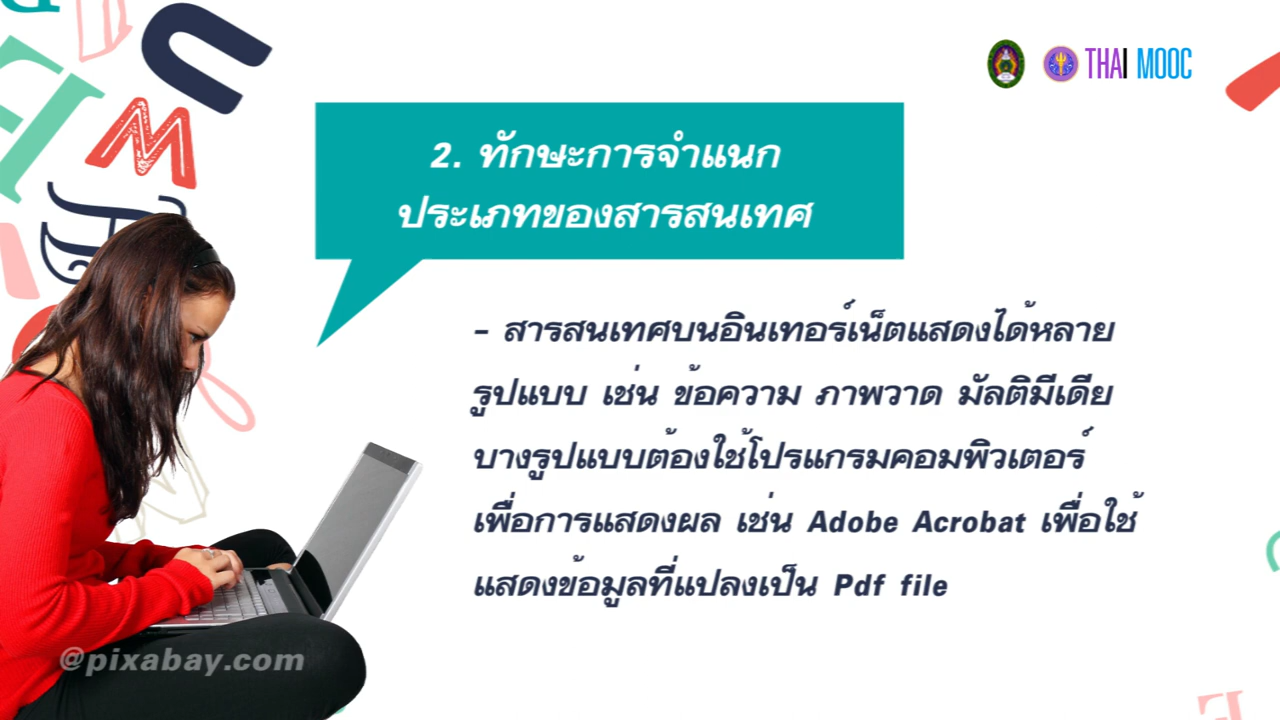 THAI MOOC
2. ทักษะการจำแนก
ประเภทของสารสนเทศ
- สารสนเทศบนอินเทอร์เน็ตแสดงได้หลาย
รูปแบบ เช่น ข้อความ ภาพวาด มัลติมีเดีย
บางรูปแบบต้องใช้โปรแกรมคอมพิวเตอร์
เพื่อการแสดงผล เช่น Adobe Acrobat เพื่อใช้
แสดงข้อมูลที่แปลงเป็น Pdf file
@pixabay.com